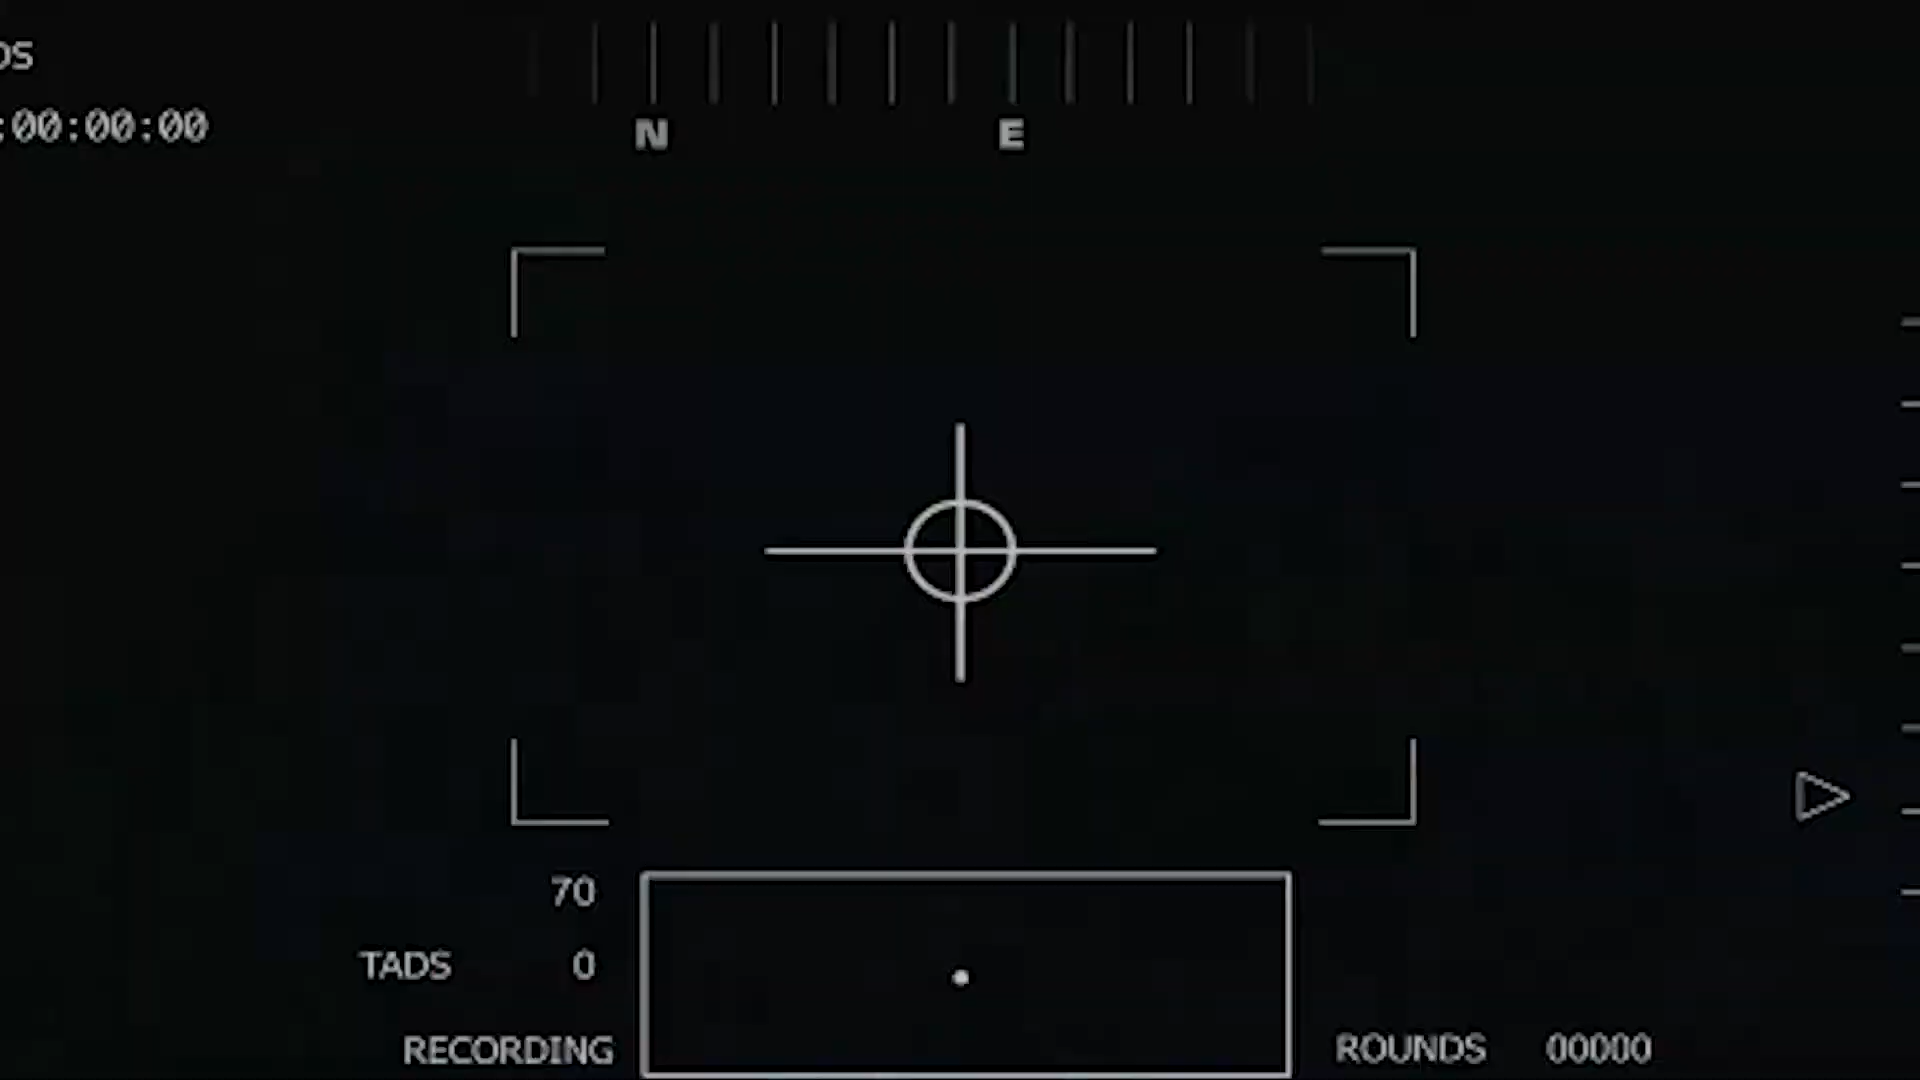 DS
:00:00:00
N E
70
TADS 0
RECORDING
ROUNDS 00000